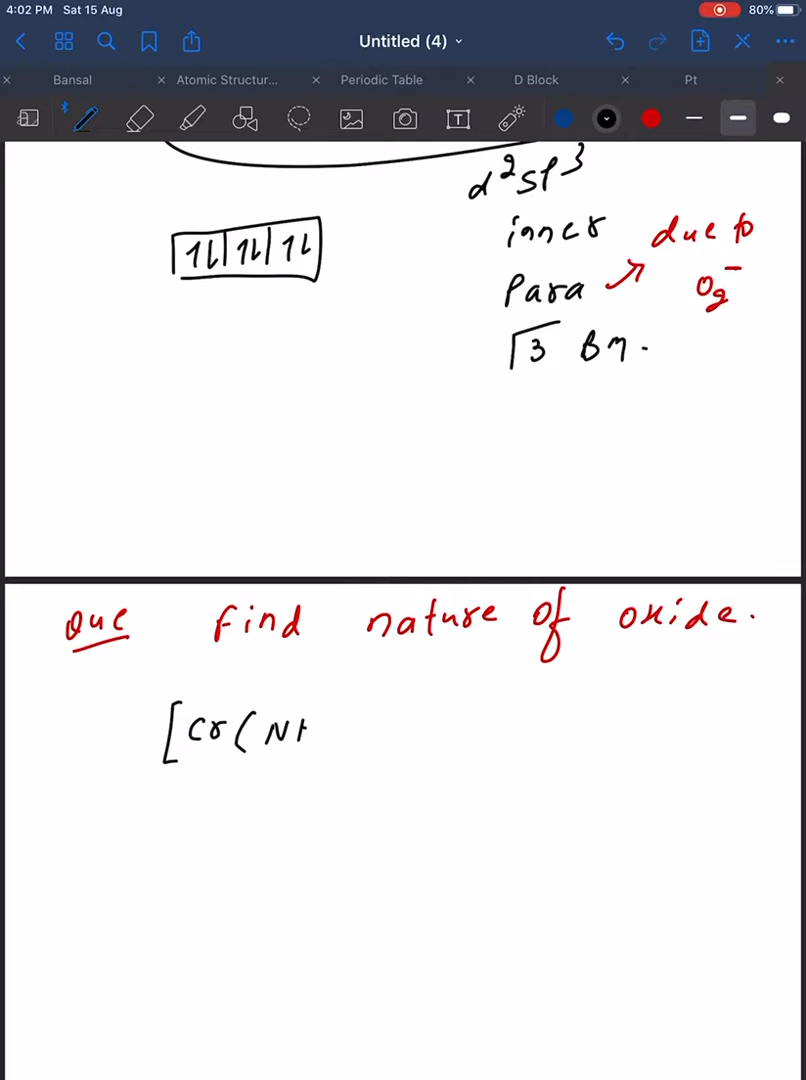 4:02 PM Sat 15 Aug 80%
Untitled (4)
Bansal Atomic Structur... Periodic Table D Block Pt
T
d²sp³
inner due to
Para O₂⁻
√3 BM.
1L 1L 1L
Que Find nature of oxide.
[Cr( NH